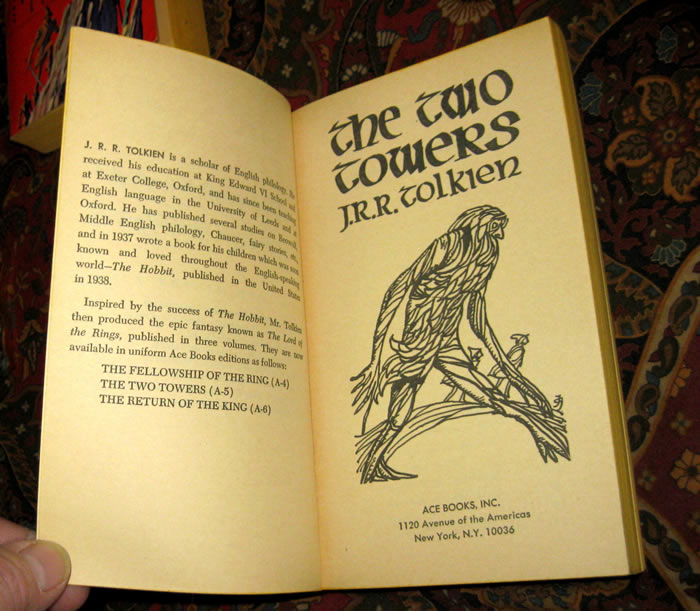 J. R. R. TOLKIEN is a scholar of English philology. He
received his education at King Edward VI School and
at Exeter College, Oxford, and has since been teaching
English language in the University of Leeds and at
Oxford. He has published several studies on Beowulf,
Middle English philology, Chaucer, fairy stories, etc.,
and in 1937 wrote a book for his children which was soon
known and loved throughout the English-speaking
world—The Hobbit, published in the United States
in 1938.
Inspired by the success of The Hobbit, Mr. Tolkien
then produced the epic fantasy known as The Lord of
the Rings, published in three volumes. They are now
available in uniform Ace Books editions as follows:
THE FELLOWSHIP OF THE RING (A-4)
THE TWO TOWERS (A-5)
THE RETURN OF THE KING (A-6)
the two
towers
J.R.R. tolkien
ACE BOOKS, INC.
1120 Avenue of the Americas
New York, N.Y. 10036